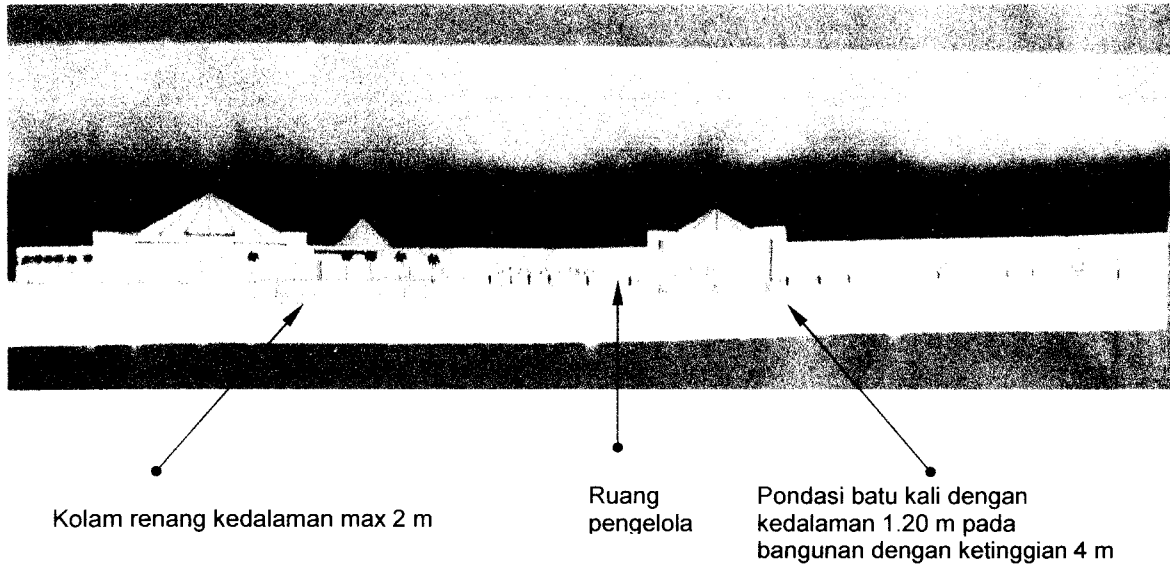 Kolam renang kedalaman max 2 m
Ruang
pengelola
Pondasi batu kali dengan
kedalaman 1.20 m pada
bangunan dengan ketinggian 4 m